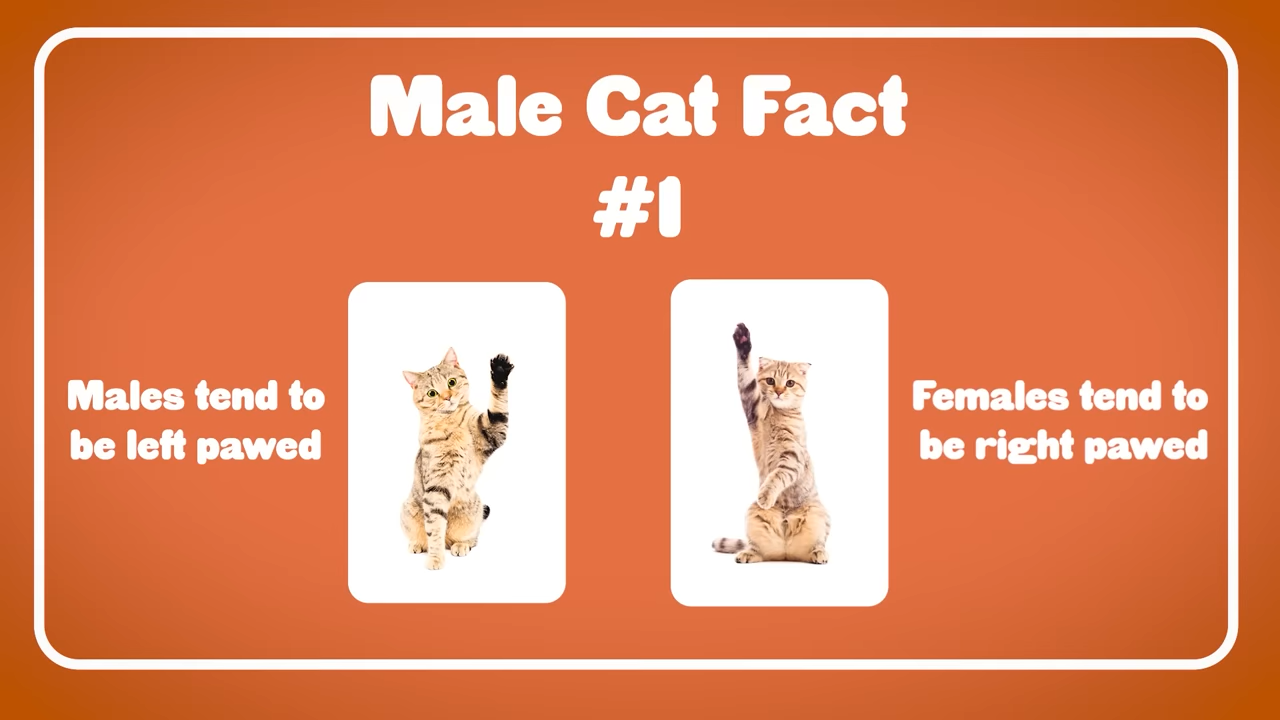 Male Cat Fact
#1
Males tend to
be left pawed
Females tend to
be right pawed